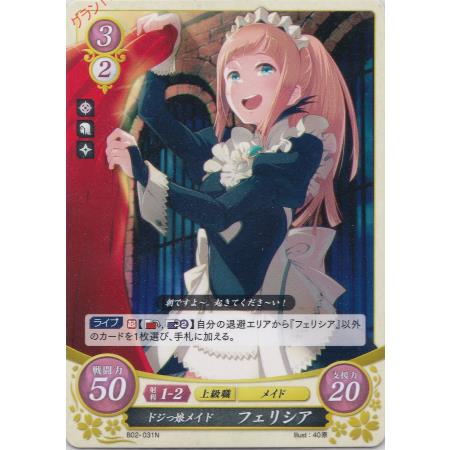 グラン
3
2
朝ですよ～。起きてくださ～い！
ライブ 起【 , 2】自分の退避エリアから『フェリシア』以外
のカードを1枚選び、手札に加える。
戦闘力
50
射程 1-2 上級職 メイド
支援力
20
ドジっ娘メイド フェリシア
B02-031N
Illust：40原